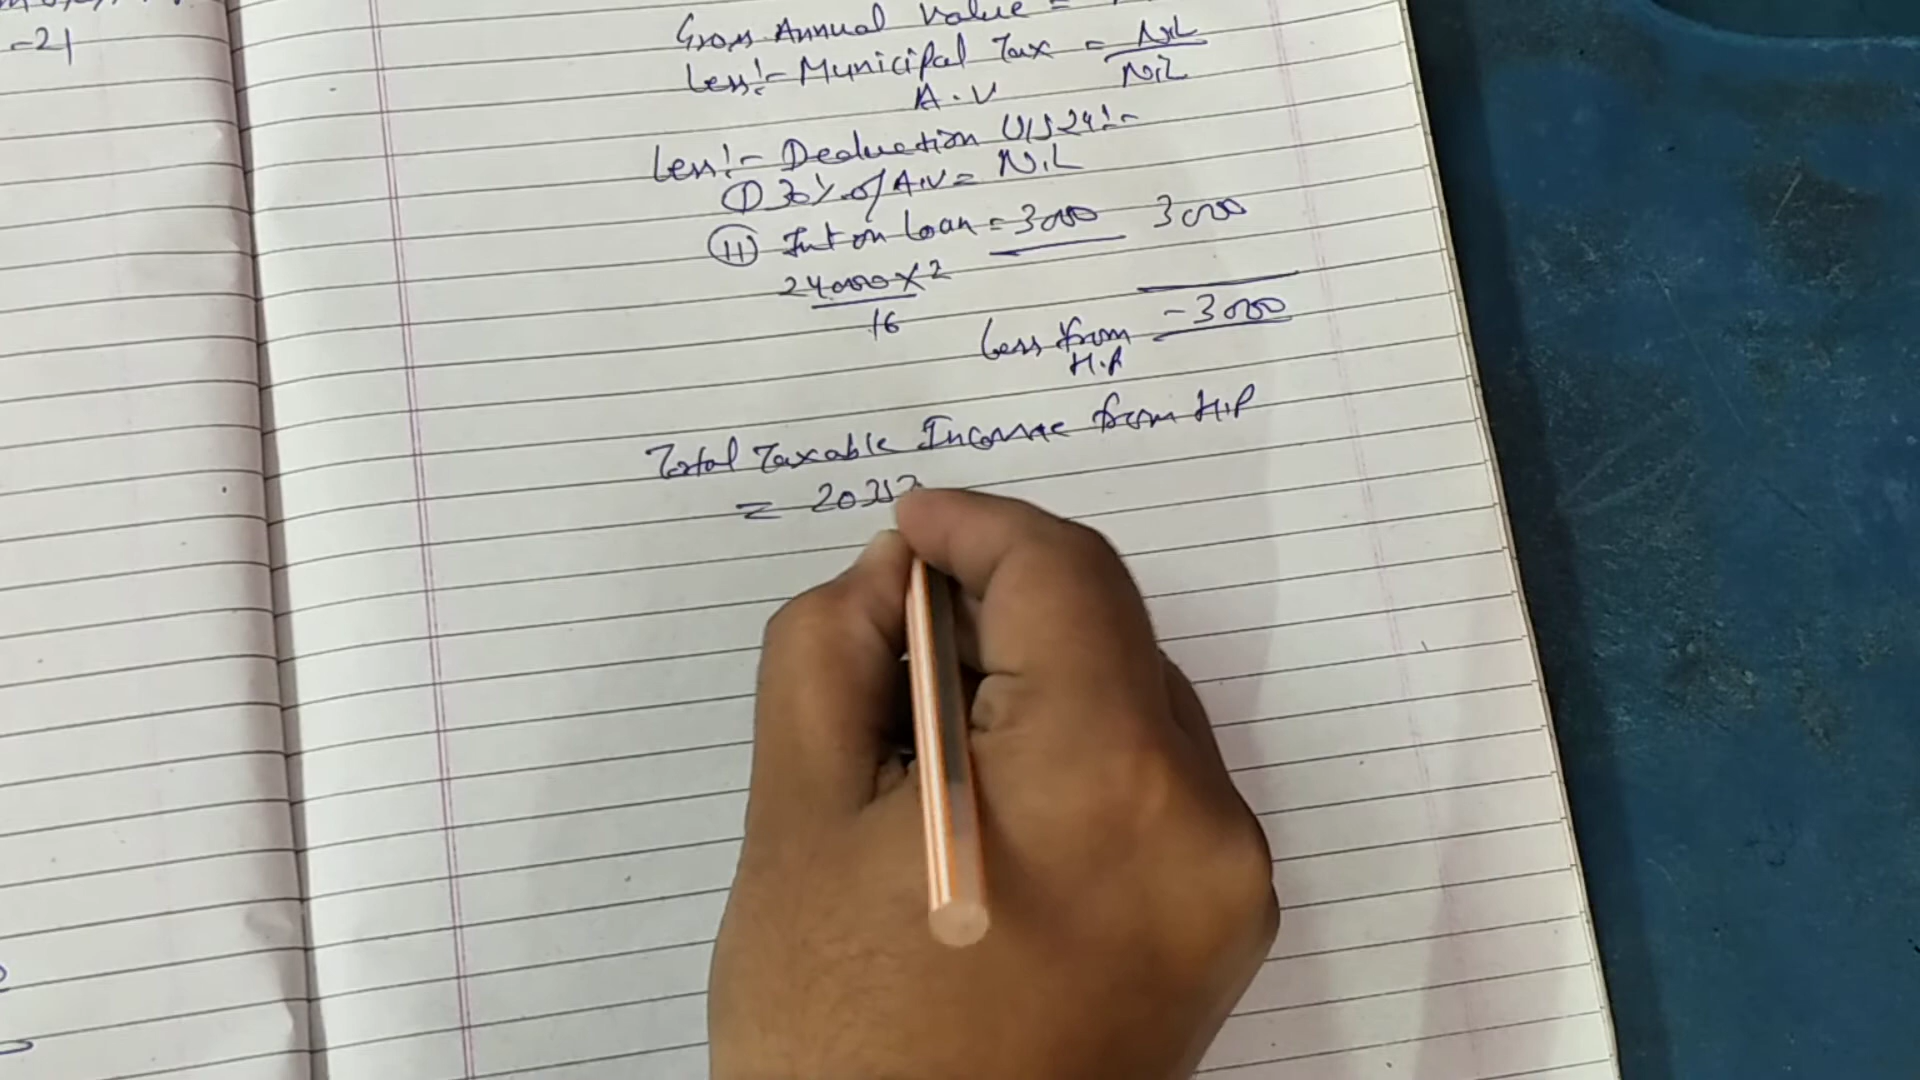 -21
Gross Annual Value =
Less:- Municipal Tax = NIL
A.V NIL
Less:- Deduction U/S 24:-
(I) 30% of A.V = NIL
(II) Int on Loan = 3000 3000
24000 X 2
16
Less from -3000
H.P
Total Taxable Income from H.P
= 2025